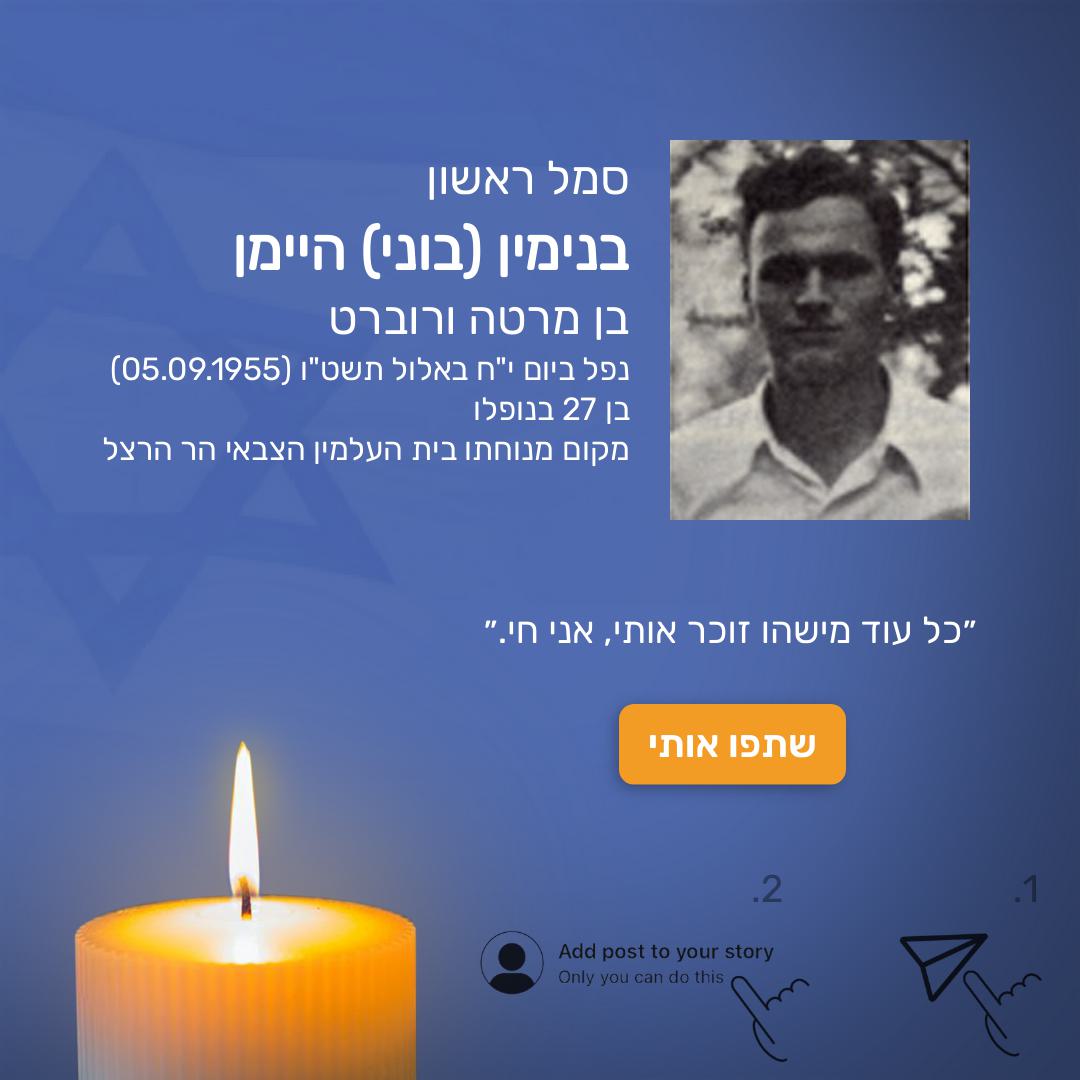 סמל ראשון
בנימין (בוני) היימן
בן מרטה ורוברט
נפל ביום י"ח באלול תשט"ו (05.09.1955)
בן 27 בנופלו
מקום מנוחתו בית העלמין הצבאי הר הרצל
״כל עוד מישהו זוכר אותי, אני חי.״
שתפו אותי
1.
2.
Add post to your story
Only you can do this